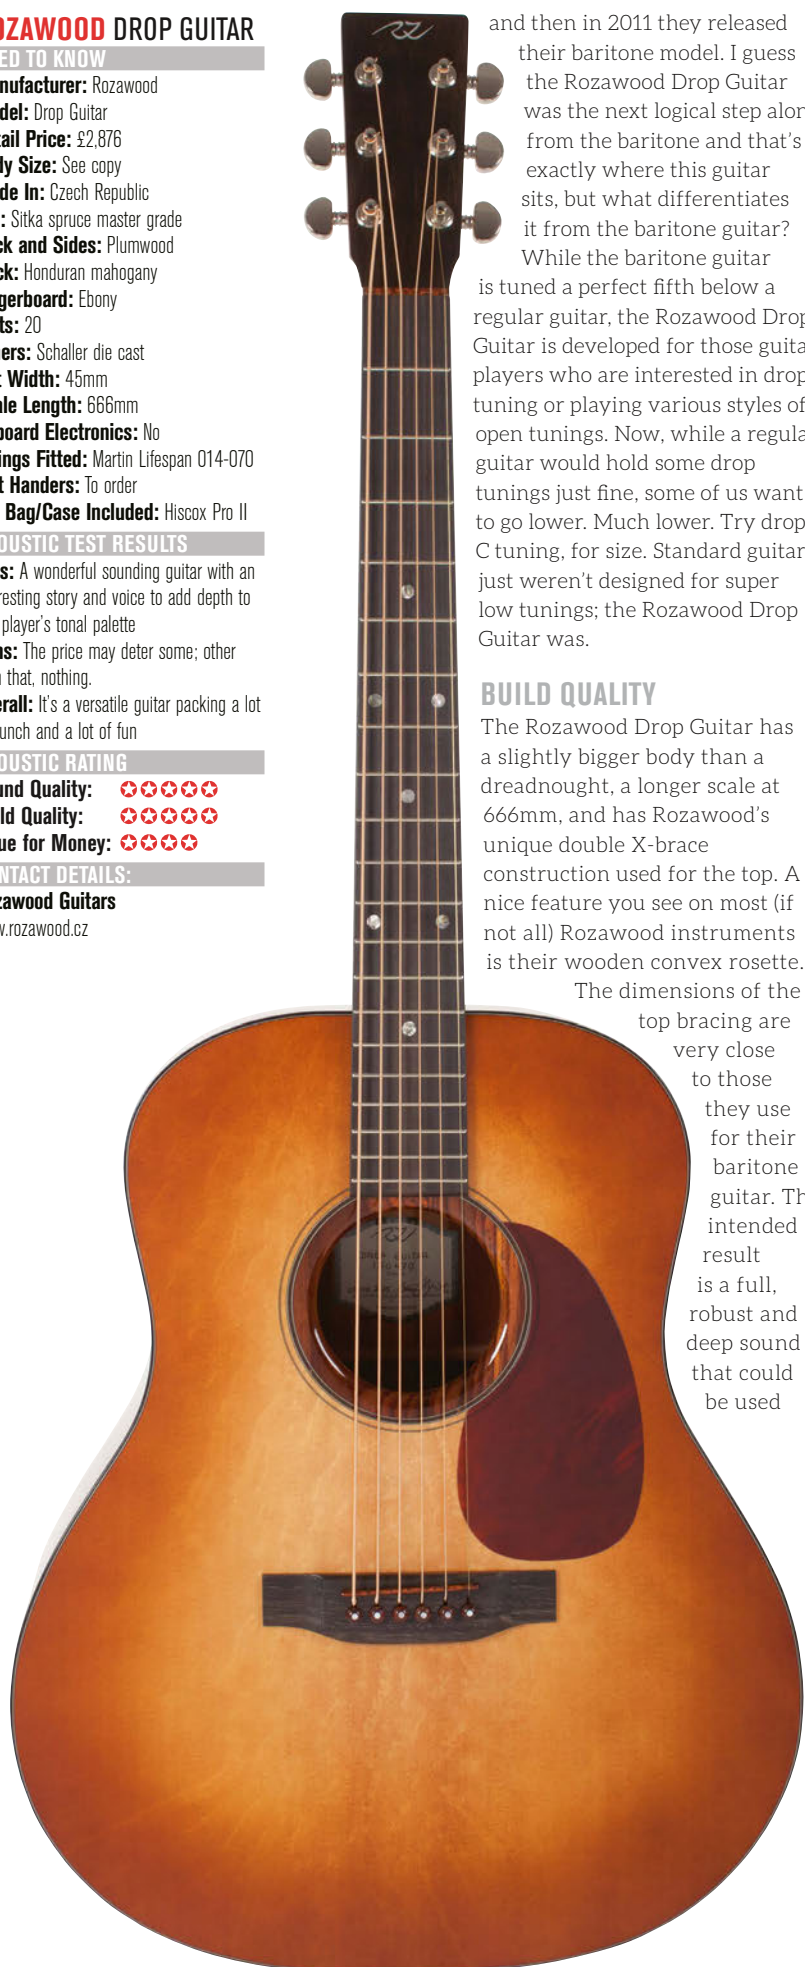 OZAWOOD DROP GUITAR
ED TO KNOW
nufacturer: Rozawood
del: Drop Guitar
ail Price: £2,876
dy Size: See copy
de In: Czech Republic
: Sitka spruce master grade
ck and Sides: Plumwood
ck: Honduran mahogany
gerboard: Ebony
ts: 20
ers: Schaller die cast
t Width: 45mm
ale Length: 666mm
board Electronics: No
ings Fitted: Martin Lifespan 014-070
t Handers: To order
Bag/Case Included: Hiscox Pro II
OUSTIC TEST RESULTS
s: A wonderful sounding guitar with an
resting story and voice to add depth to
player's tonal palette
ns: The price may deter some; other
n that, nothing.
erall: It's a versatile guitar packing a lot
unch and a lot of fun
OUSTIC RATING
und Quality:
ld Quality:
ue for Money:
NTACT DETAILS:
zawood Guitars
w.rozawood.cz
and then in 2011 they released
their baritone model. I guess
the Rozawood Drop Guitar
was the next logical step alon
from the baritone and that's
exactly where this guitar
sits, but what differentiates
it from the baritone guitar?
While the baritone guitar
is tuned a perfect fifth below a
regular guitar, the Rozawood Drop
Guitar is developed for those guita
players who are interested in drop
tuning or playing various styles of
open tunings. Now, while a regula
guitar would hold some drop
tunings just fine, some of us want
to go lower. Much lower. Try drop
C tuning, for size. Standard guitar
just weren't designed for super
low tunings; the Rozawood Drop
Guitar was.
BUILD QUALITY
The Rozawood Drop Guitar has
a slightly bigger body than a
dreadnought, a longer scale at
666mm, and has Rozawood's
unique double X-brace
construction used for the top. A
nice feature you see on most (if
not all) Rozawood instruments
is their wooden convex rosette.
The dimensions of the
top bracing are
very close
to those
they use
for their
baritone
guitar. Th
intended
result
is a full,
robust and
deep sound
that could
be used
RZ
DROP GUITAR